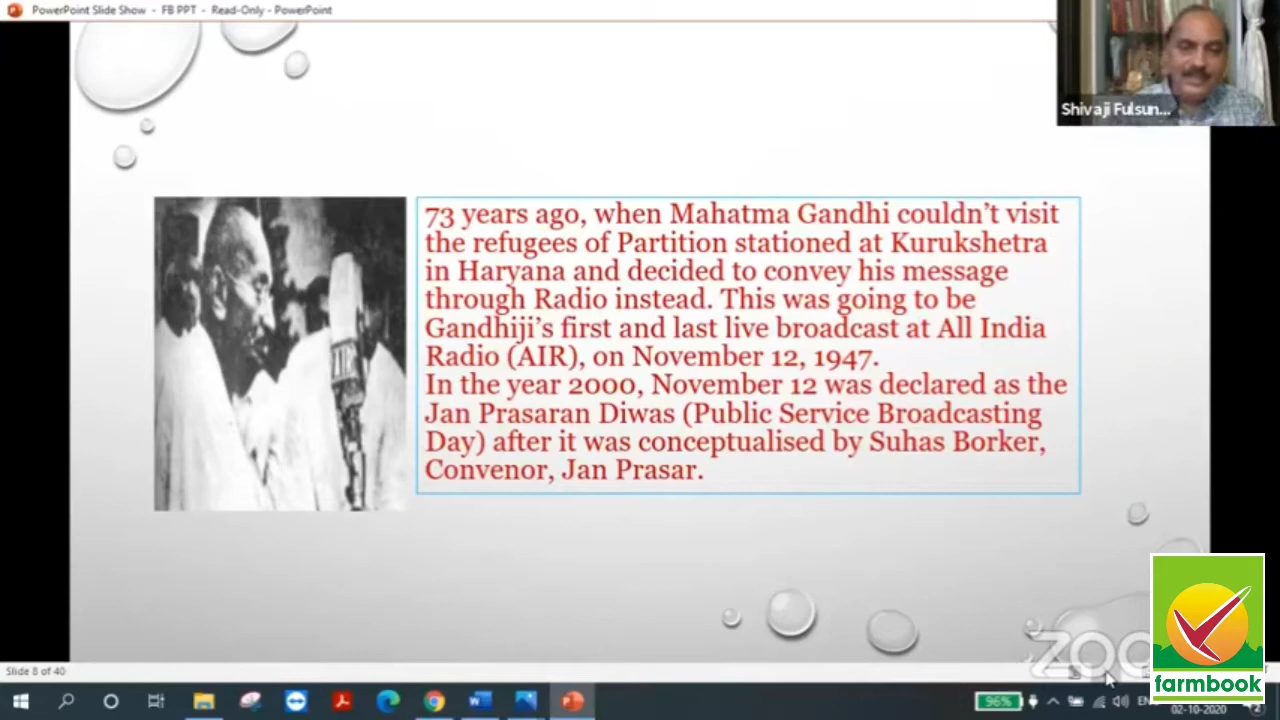 PowerPoint Slide Show - FB PPT - Read-Only - PowerPoint
Shivaji Fulsun...
73 years ago, when Mahatma Gandhi couldn't visit
the refugees of Partition stationed at Kurukshetra
in Haryana and decided to convey his message
through Radio instead. This was going to be
Gandhiji's first and last live broadcast at All India
Radio (AIR), on November 12, 1947.
In the year 2000, November 12 was declared as the
Jan Prasaran Diwas (Public Service Broadcasting
Day) after it was conceptualised by Suhas Borker,
Convenor, Jan Prasar.
zoo
farmbook
Slide 8 of 40
96%
02-10-2020